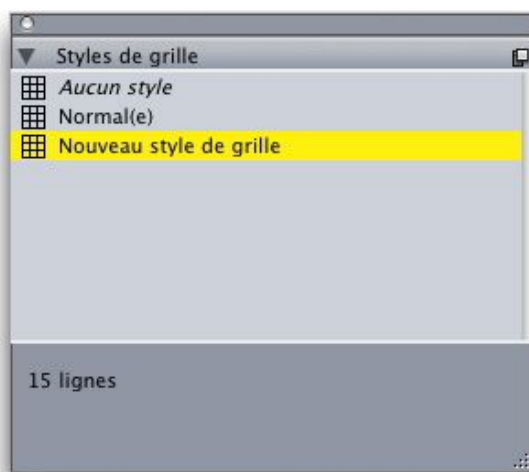 Styles de grille
Aucun style
Normal(e)
Nouveau style de grille
15 lignes